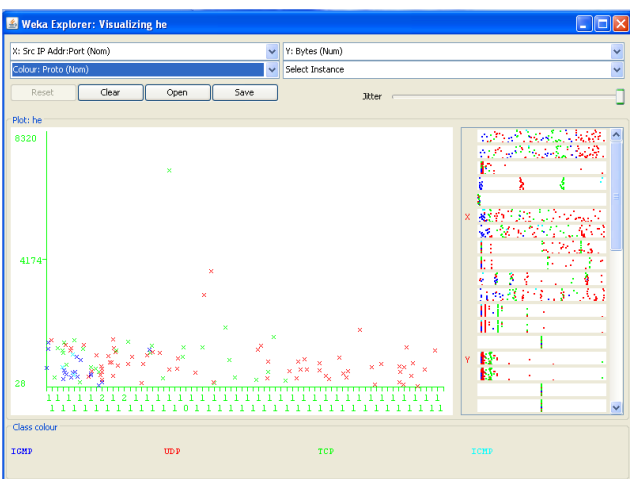 Weka Explorer: Visualizing he
X: Src IP Addr:Port (Nom)
Y: Bytes (Num)
Colour: Proto (Nom)
Select Instance
Reset
Clear
Open
Save
Jitter
Plot: he
8320
4174
28
X
Y
Class colour
IGMP
UDP
TCP
ICMP